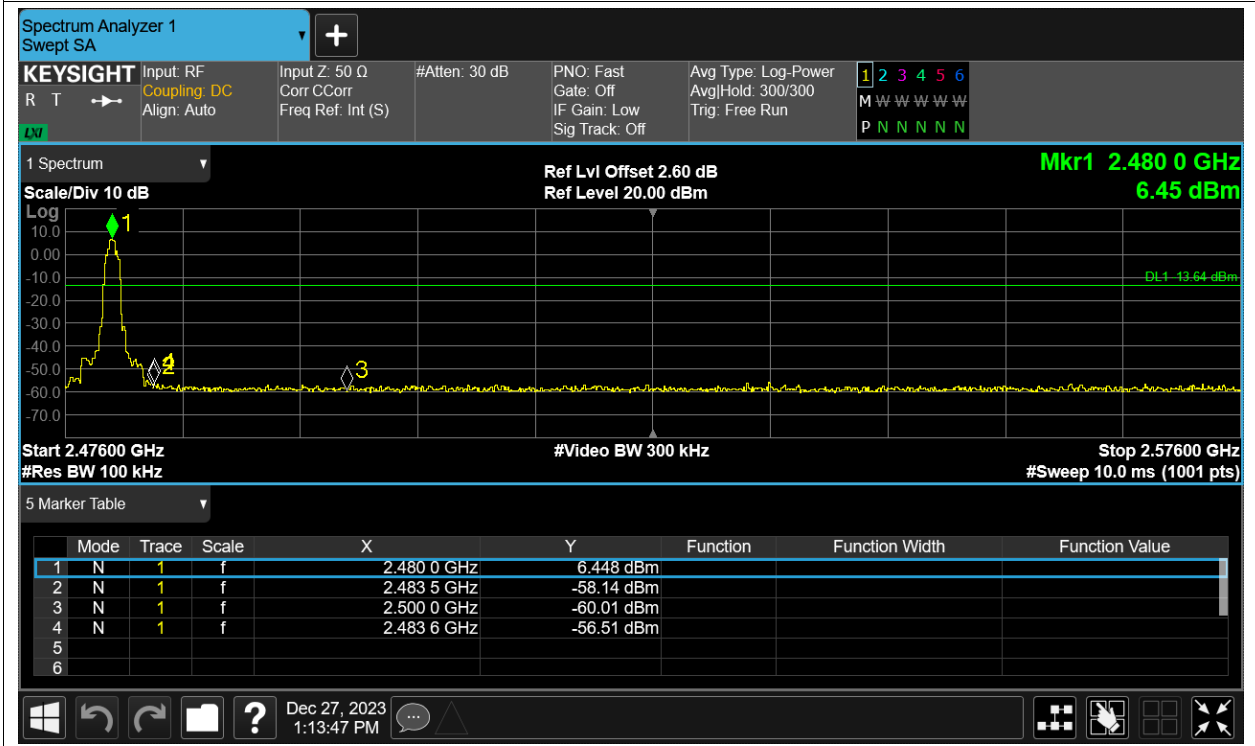 Spectrum Analyzer 1
Swept SA
+
KEYSIGHT Input: RF Input Z: 50 Ω #Atten: 30 dB PNO: Fast Avg Type: Log-Power 1 2 3 4 5 6
R T Coupling: DC Corr CCorr Gate: Off Avg|Hold: 300/300 M W W W W W
Align: Auto Freq Ref: Int (S) IF Gain: Low Trig: Free Run
LXI Sig Track: Off P N N N N N
1 Spectrum Ref Lvl Offset 2.60 dB Mkr1 2.480 0 GHz
Scale/Div 10 dB Ref Level 20.00 dBm 6.45 dBm
Log
1
10.0
0.00
-10.0 DL1 -13.64 dBm
-20.0
-30.0
-40.0
-50.0 4 2 3
-60.0
-70.0
Start 2.47600 GHz #Video BW 300 kHz Stop 2.57600 GHz
#Res BW 100 kHz #Sweep 10.0 ms (1001 pts)
5 Marker Table
Mode Trace Scale X Y Function Function Width Function Value
1 N 1 f 2.480 0 GHz 6.448 dBm
2 N 1 f 2.483 5 GHz -58.14 dBm
3 N 1 f 2.500 0 GHz -60.01 dBm
4 N 1 f 2.483 6 GHz -56.51 dBm
5
6
? Dec 27, 2023
1:13:47 PM